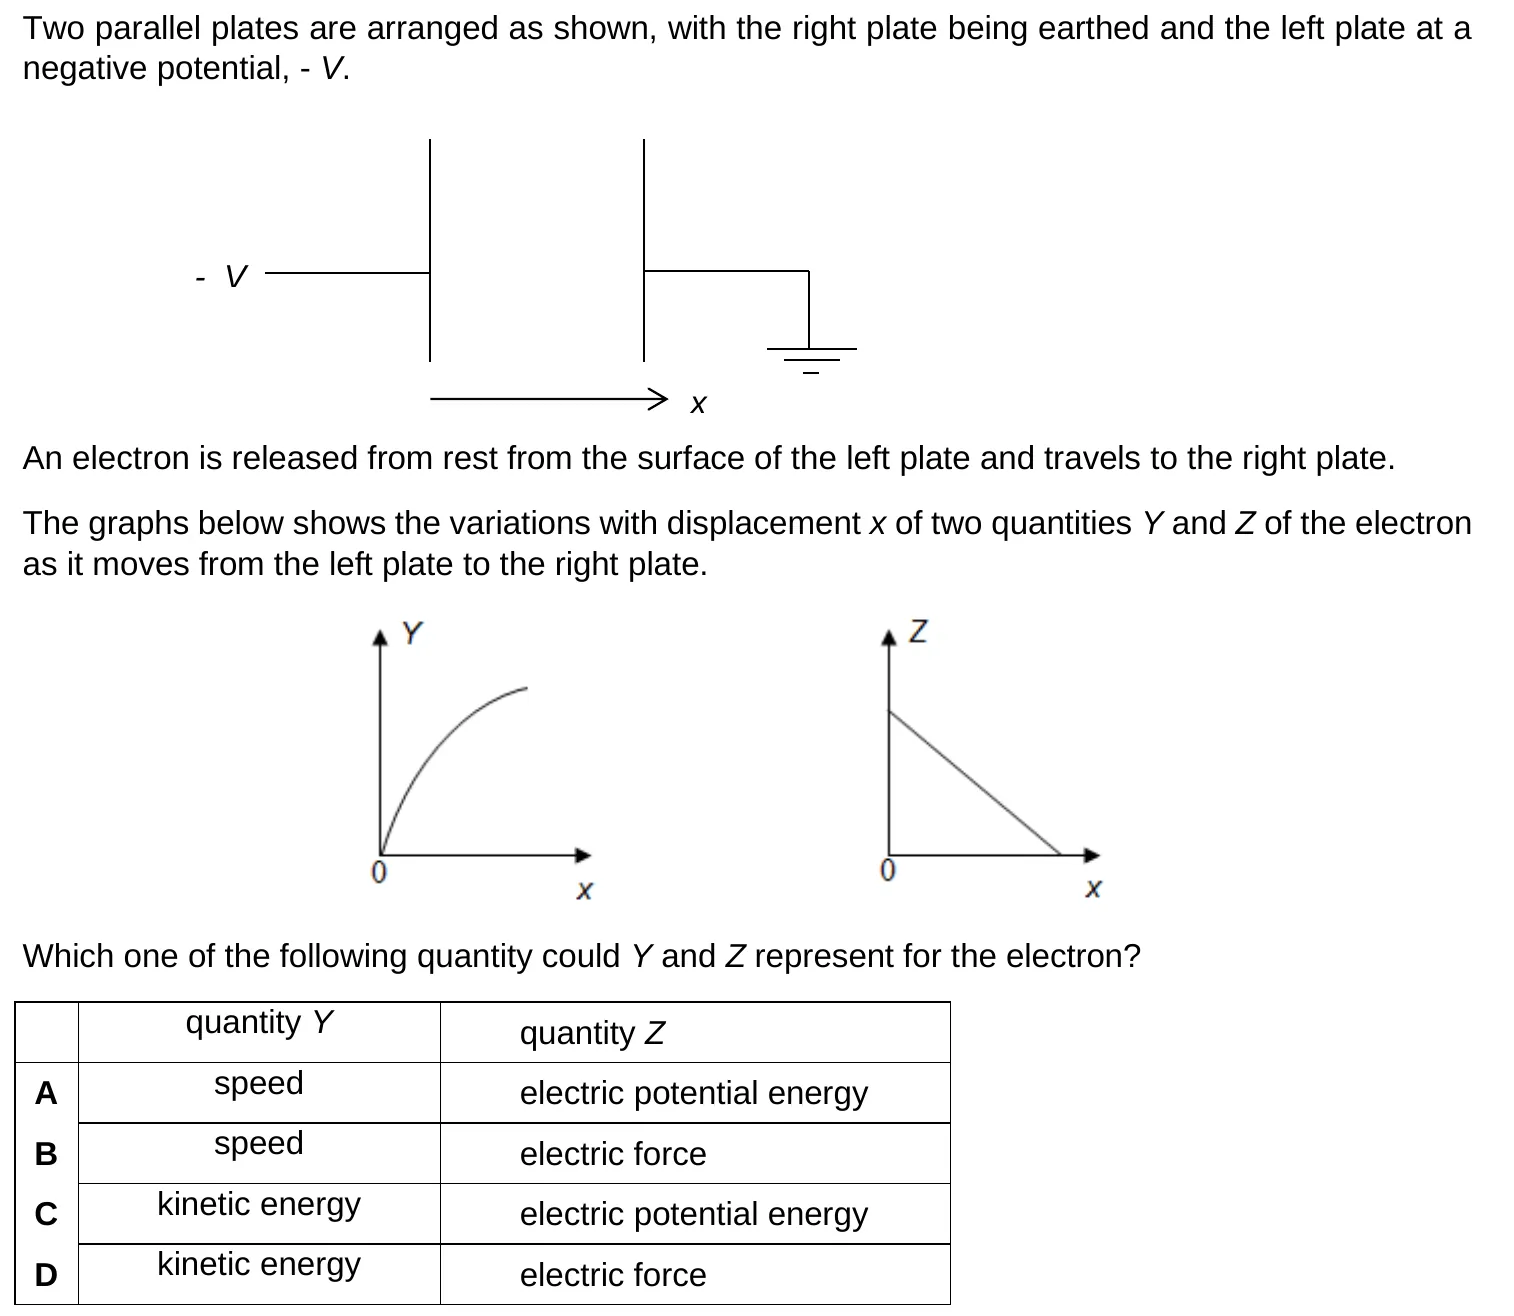 Two parallel plates are arranged as shown, with the right plate being earthed and the left plate at a
negative potential, - V.
- V
x
An electron is released from rest from the surface of the left plate and travels to the right plate.
The graphs below shows the variations with displacement x of two quantities Y and Z of the electron
as it moves from the left plate to the right plate.
Y Z
0 x 0 x
Which one of the following quantity could Y and Z represent for the electron?
quantity Y quantity Z
A speed electric potential energy
B speed electric force
C kinetic energy electric potential energy
D kinetic energy electric force